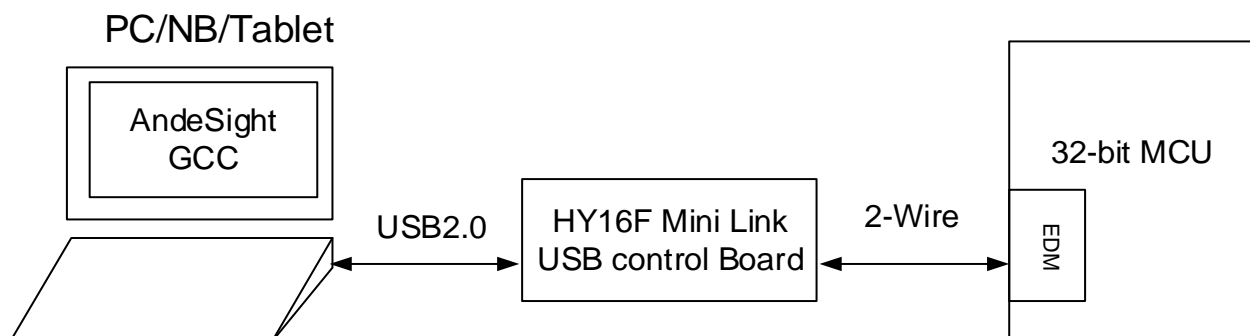 PC/NB/Tablet
AndeSight
GCC
USB2.0
HY16F Mini Link
USB control Board
2-Wire
32-bit MCU
EDM